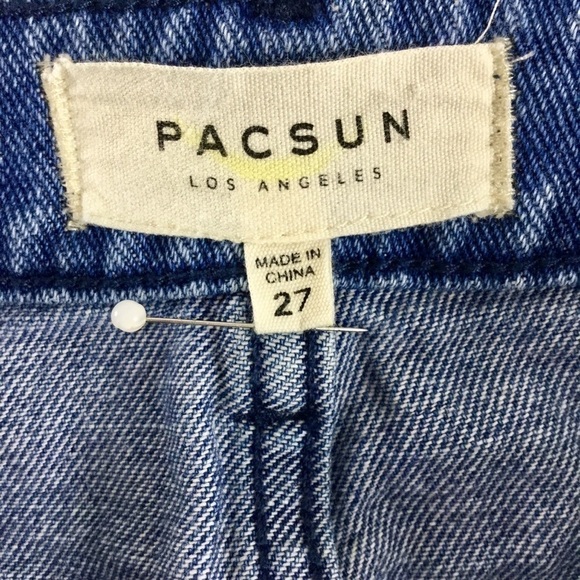 PACSUN
LOS ANGELES
MADE IN
CHINA
27